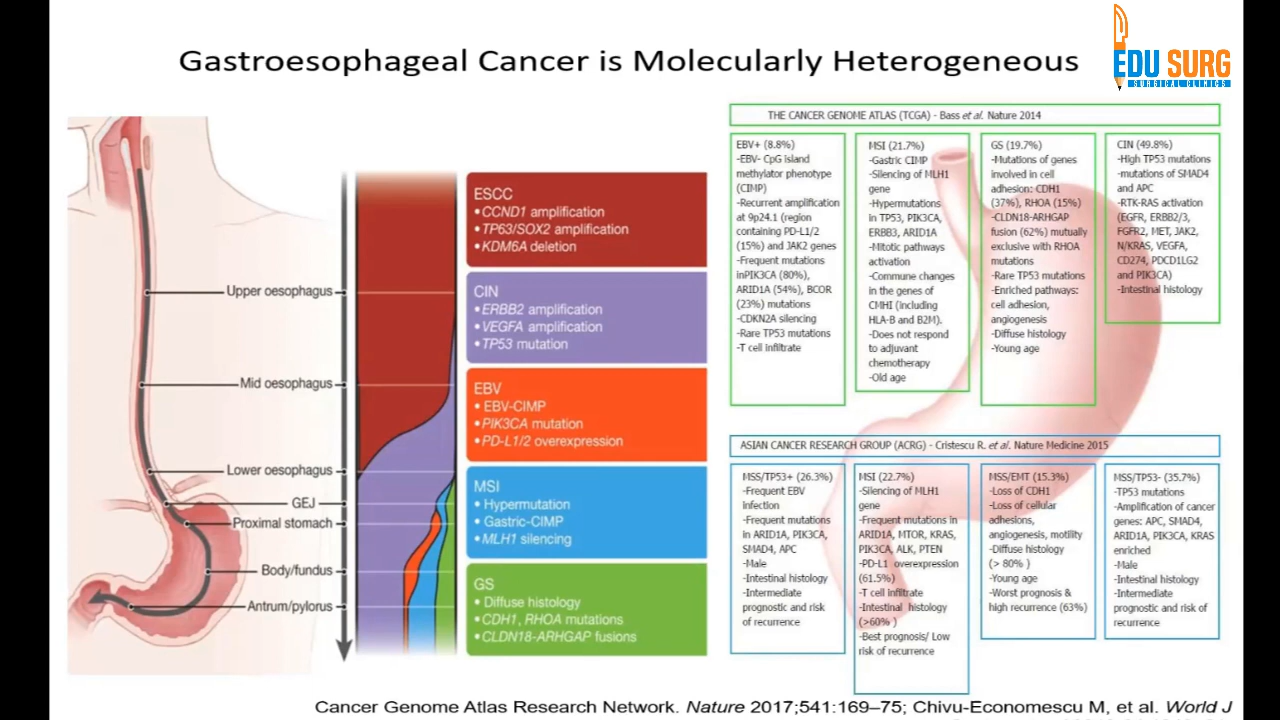 Gastroesophageal Cancer is Molecularly Heterogeneous
EDU SURG
SURGICAL CLINICS
Upper oesophagus
Mid oesophagus
Lower oesophagus
GEJ
Proximal stomach
Body/fundus
Antrum/pylorus
ESCC
• CCND1 amplification
• TP63/SOX2 amplification
• KDM6A deletion
CIN
• ERBB2 amplification
• VEGFA amplification
• TP53 mutation
EBV
• EBV-CIMP
• PIK3CA mutation
• PD-L1/2 overexpression
MSI
• Hypermutation
• Gastric-CIMP
• MLH1 silencing
GS
• Diffuse histology
• CDH1, RHOA mutations
• CLDN18-ARHGAP fusions
THE CANCER GENOME ATLAS (TCGA) - Bass et al. Nature 2014
EBV+ (8.8%)
-EBV- CpG island
methylator phenotype
(CIMP)
-Recurrent amplification
at 9p24.1 (region
containing PD-L1/2
(15%) and JAK2 genes
-Frequent mutations
inPIK3CA (80%),
ARID1A (54%), BCOR
(23%) mutations
-CDKN2A silencing
-Rare TP53 mutations
-T cell infiltrate
MSI (21.7%)
-Gastric CIMP
-Silencing of MLH1
gene
-Hypermutations
in TP53, PIK3CA,
ERBB3, ARID1A
-Mitotic pathways
activation
-Commune changes
in the genes of
CMHI (including
HLA-B and B2M).
-Does not respond
to adjuvant
chemotherapy
-Old age
GS (19.7%)
-Mutations of genes
involved in cell
adhesion: CDH1
(37%), RHOA (15%)
-CLDN18-ARHGAP
fusion (62%) mutually
exclusive with RHOA
mutations
-Rare TP53 mutations
-Enriched pathways:
cell adhesion,
angiogenesis
-Diffuse histology
-Young age
CIN (49.8%)
-High TP53 mutations
-mutations of SMAD4
and APC
-RTK-RAS activation
(EGFR, ERBB2/3,
FGFR2, MET, JAK2,
N/KRAS, VEGFA,
CD274, PDCD1LG2
and PIK3CA)
-Intestinal histology
ASIAN CANCER RESEARCH GROUP (ACRG) - Cristescu R. et al. Nature Medicine 2015
MSS/TP53+ (26.3%)
-Frequent EBV
infection
-Frequent mutations
in ARID1A, PIK3CA,
SMAD4, APC
-Male
-Intestinal histology
-Intermediate
prognostic and risk
of recurrence
MSI (22.7%)
-Silencing of MLH1
gene
-Frequent mutations in
ARID1A, MTOR, KRAS,
PIK3CA, ALK, PTEN
-PD-L1 overexpression
(61.5%)
-T cell infiltrate
-Intestinal histology
(>60% )
-Best prognosis/ Low
risk of recurrence
MSS/EMT (15.3%)
-Loss of CDH1
-Loss of cellular
adhesions,
angiogenesis, motility
-Diffuse histology
(> 80% )
-Young age
-Worst prognosis &
high recurrence (63%)
MSS/TP53- (35.7%)
-TP53 mutations
-Amplification of cancer
genes: APC, SMAD4,
ARID1A, PIK3CA, KRAS
enriched
-Male
-Intestinal histology
-Intermediate
prognostic and risk of
recurrence
Cancer Genome Atlas Research Network. Nature 2017;541:169–75; Chivu-Economescu M, et al. World J